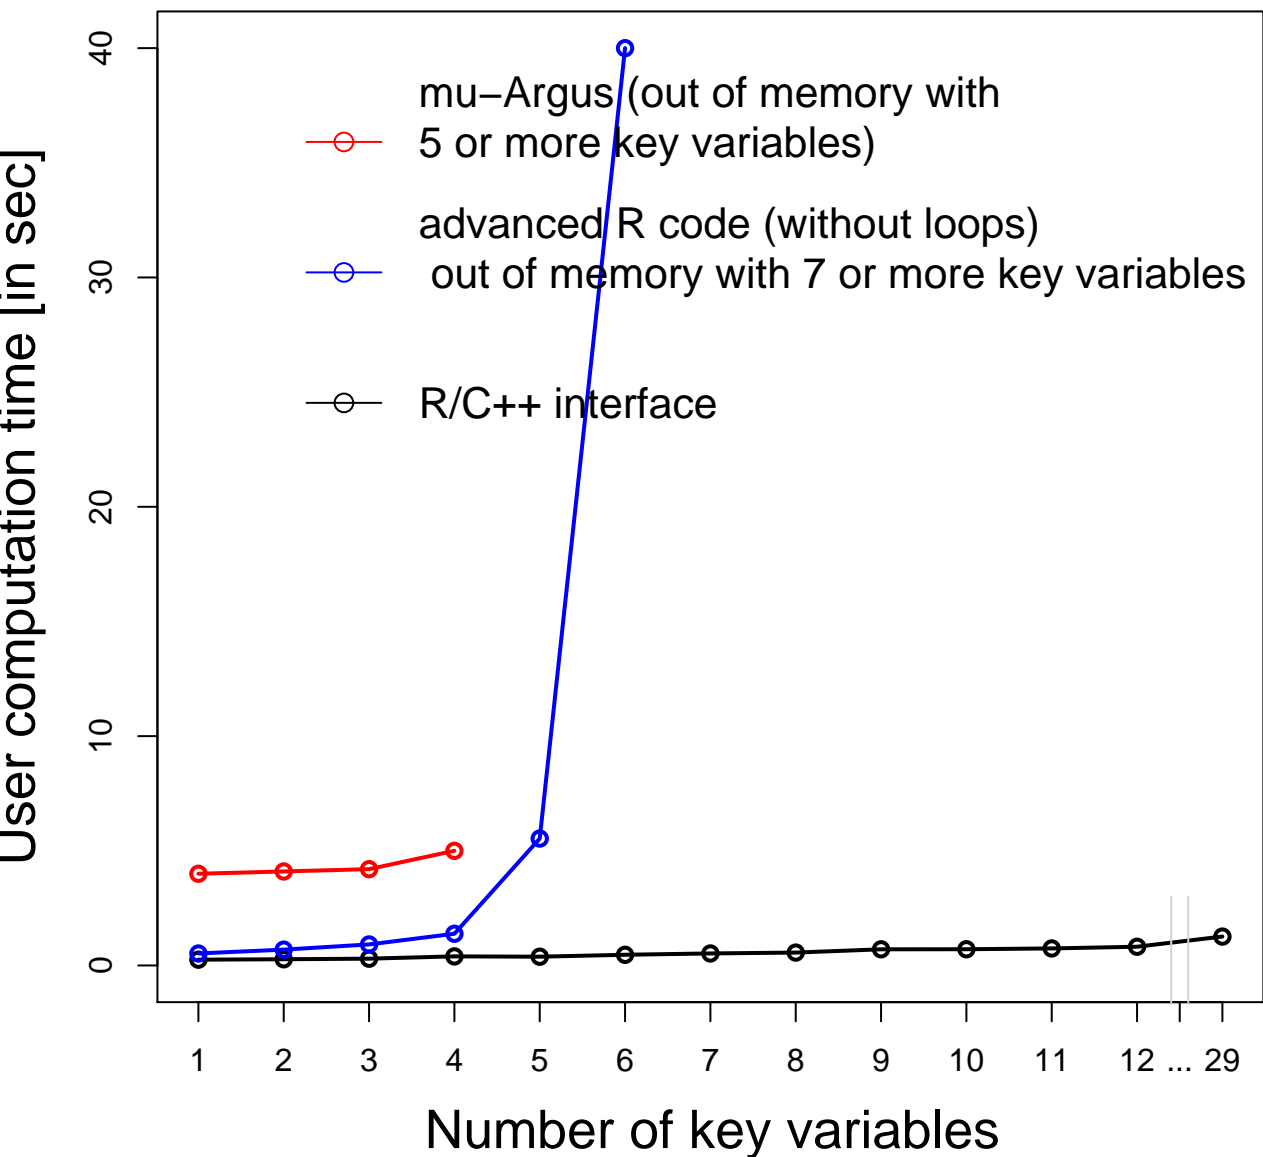 40
30
20
10
0
User computation time [in sec]
mu−Argus (out of memory with
5 or more key variables)
advanced R code (without loops)
out of memory with 7 or more key variables
R/C++ interface
1 2 3 4 5 6 7 8 9 10 11 12 ... 29
Number of key variables